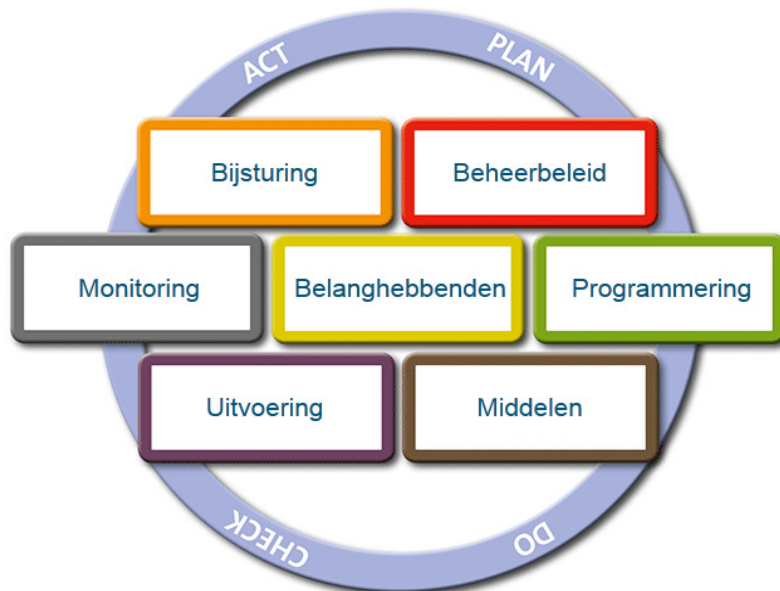 ACT
PLAN
Bijsturing
Beheerbeleid
Monitoring
Belanghebbenden
Programmering
Uitvoering
Middelen
CHECK
DO